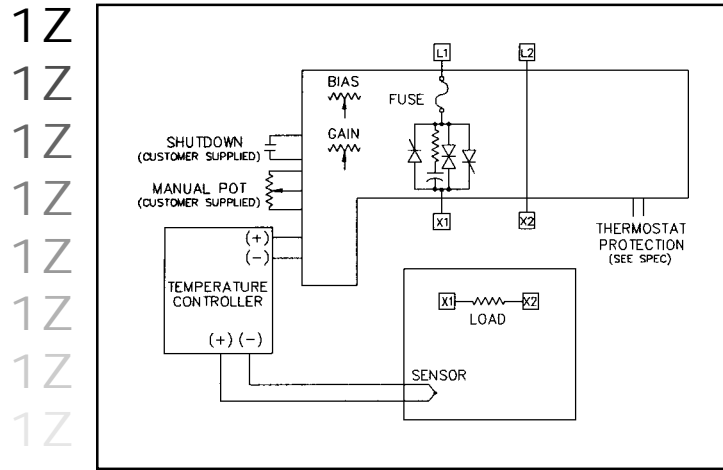 1Z
1Z
1Z
1Z
1Z
1Z
1Z
1Z
L1
L2
BIAS
FUSE
GAIN
SHUTDOWN
(CUSTOMER SUPPLIED)
MANUAL POT
(CUSTOMER SUPPLIED)
X1
X2
THERMOSTAT
PROTECTION
(SEE SPEC)
(+)
(-)
TEMPERATURE
CONTROLLER
(+) (-)
X1
X2
LOAD
SENSOR